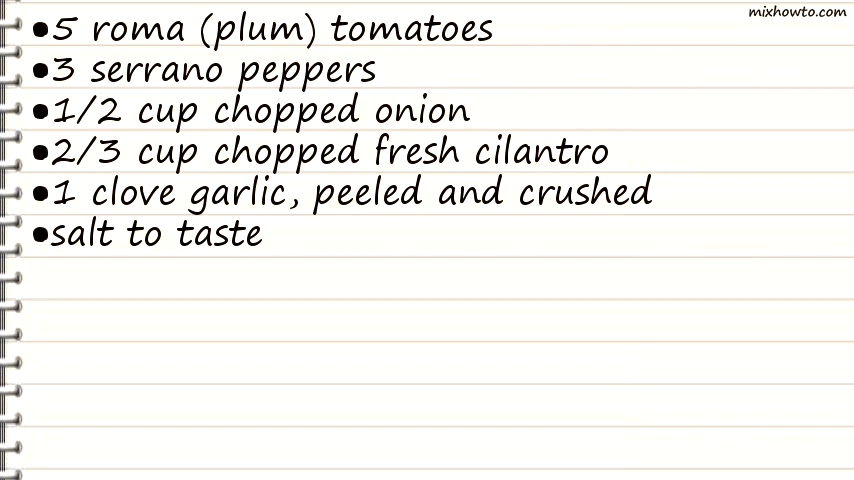 mixhowto.com
•5 roma (plum) tomatoes
•3 serrano peppers
•1/2 cup chopped onion
•2/3 cup chopped fresh cilantro
•1 clove garlic, peeled and crushed
•salt to taste